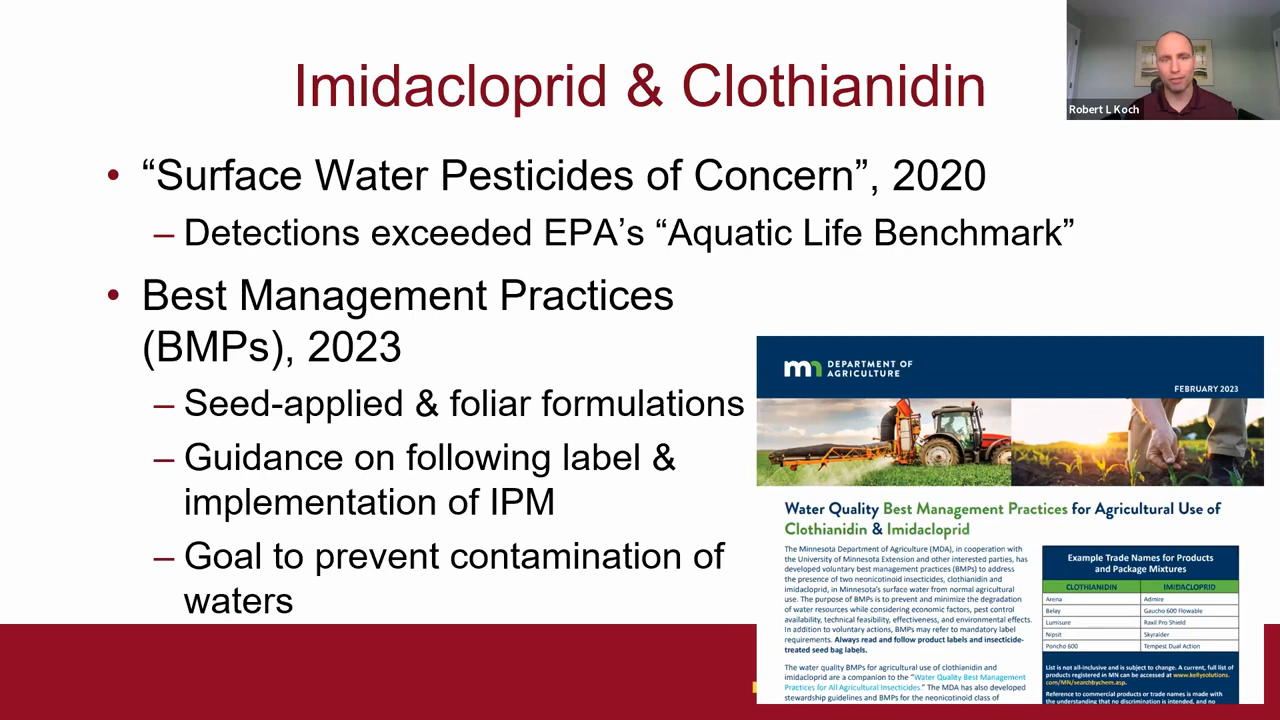 Imidacloprid & Clothianidin
Robert L Koch
• “Surface Water Pesticides of Concern”, 2020
– Detections exceeded EPA’s “Aquatic Life Benchmark”
• Best Management Practices
(BMPs), 2023
– Seed-applied & foliar formulations
– Guidance on following label &
implementation of IPM
– Goal to prevent contamination of
waters
mn DEPARTMENT OF
AGRICULTURE
FEBRUARY 2023
Water Quality Best Management Practices for Agricultural Use of
Clothianidin & Imidacloprid
The Minnesota Department of Agriculture (MDA), in cooperation with
the University of Minnesota Extension and other interested parties, has
developed voluntary best management practices (BMPs) to address
the presence of two neonicotinoid insecticides, clothianidin and
imidacloprid, in Minnesota's surface water from normal agricultural
use. The purpose of BMPs is to prevent and minimize the degradation
of water resources while considering economic factors, pest control
availability, technical feasibility, effectiveness, and environmental effects.
In addition to voluntary actions, BMPs may refer to mandatory label
requirements. Always read and follow product labels and insecticide-
treated seed bag labels.
The water quality BMPs for agricultural use of clothianidin and
imidacloprid are a companion to the “Water Quality Best Management
Practices for All Agricultural Insecticides.” The MDA has also developed
stewardship guidelines and BMPs for the neonicotinoid class of
Example Trade Names for Products
and Package Mixtures
CLOTHIANIDIN IMIDACLOPRID
Arena Admire
Belay Gaucho 600 Flowable
Lumisure Raxil Pro Shield
Nipsit Skyraider
Poncho 600 Tempest Dual Action
List is not all-inclusive and is subject to change. A current, full list of
products registered in MN can be accessed at www.kellysolutions.
com/MN/searchbychem.asp.
Reference to commercial products or trade names is made with
the understanding that no discrimination is intended, and no